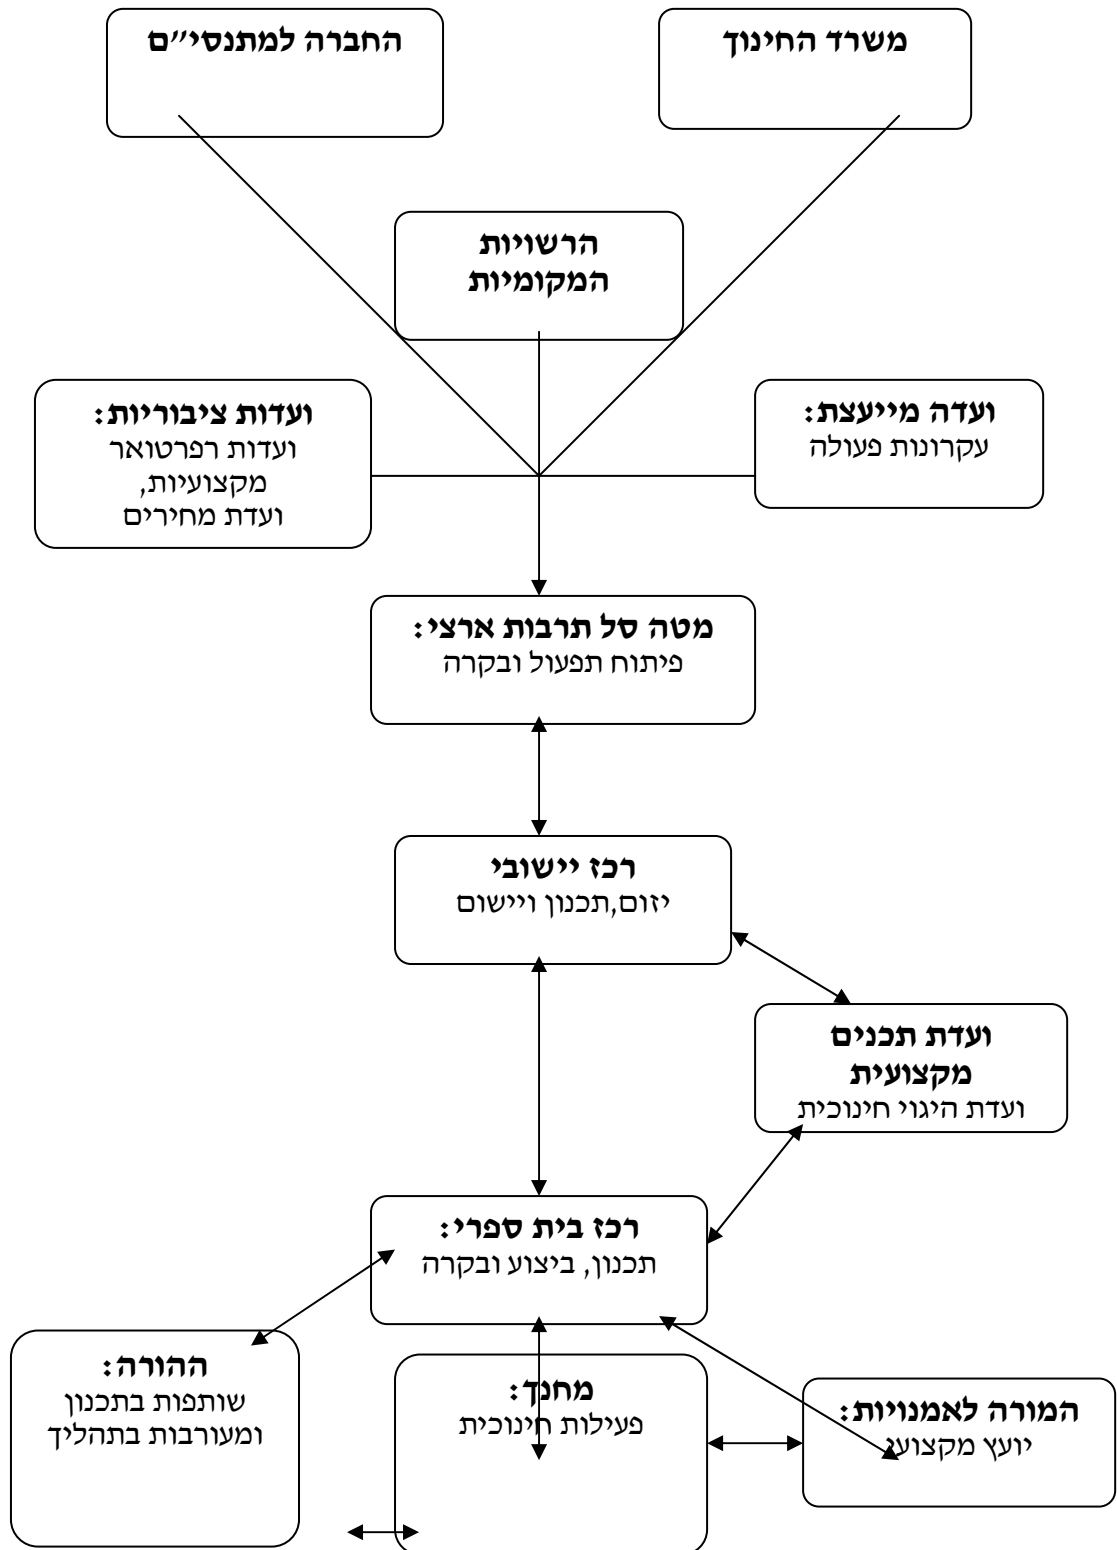 משרד החינוך
החברה למתנסי״ם
הרשויות
המקומיות
ועדה מייעצת:
עקרונות פעולה
ועדות ציבוריות:
ועדות רפרטואר
מקצועיות,
ועדת מחירים
מטה סל תרבות ארצי:
פיתוח תפעול ובקרה
רכז יישובי
יזום,תכנון ויישום
ועדת תכנים
מקצועית
ועדת היגוי חינוכית
רכז בית ספרי:
תכנון, ביצוע ובקרה
המורה לאמנויות:
יועץ מקצועי
מחנך:
פעילות חינוכית
ההורה:
שותפות בתכנון
ומעורבות בתהליך